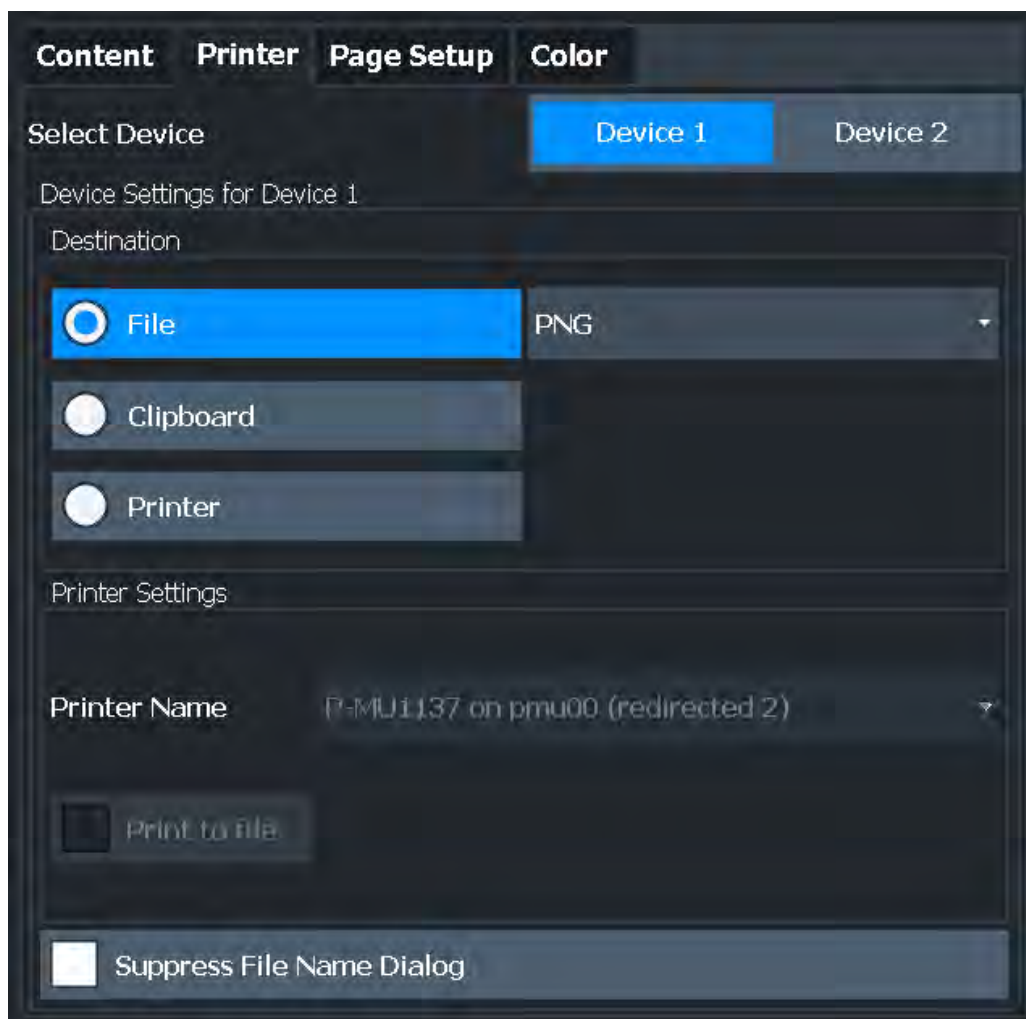 Content Printer Page Setup Color
Select Device Device 1 Device 2
Device Settings for Device 1
Destination
File PNG
Clipboard
Printer
Printer Settings
Printer Name P-MU1137 on pmu00 (redirected 2)
Print to file
Suppress File Name Dialog